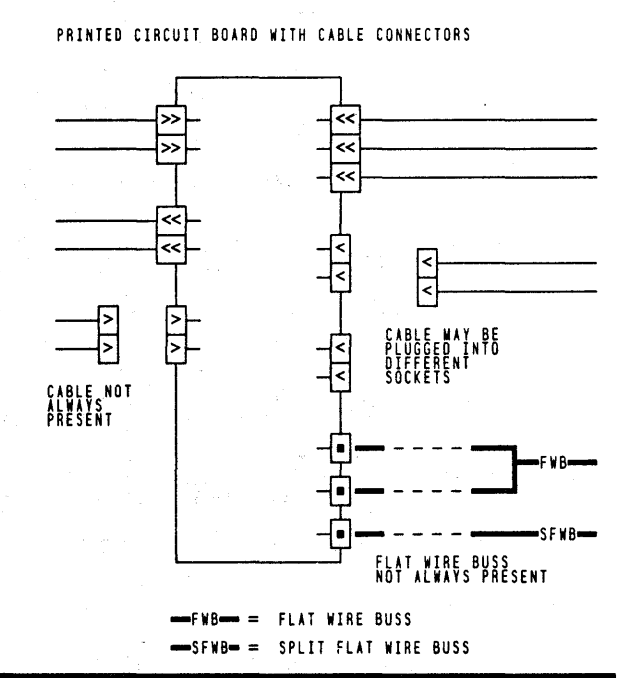 PRINTED CIRCUIT BOARD WITH CABLE CONNECTORS
>> <<
>> <<
<<
<<
<< < <
< <
> > <
> > <
CABLE MAY BE
PLUGGED INTO
DIFFERENT
SOCKETS
CABLE NOT
ALWAYS
PRESENT
FWB
SFWB
FLAT WIRE BUSS
NOT ALWAYS PRESENT
FWB = FLAT WIRE BUSS
SFWB = SPLIT FLAT WIRE BUSS